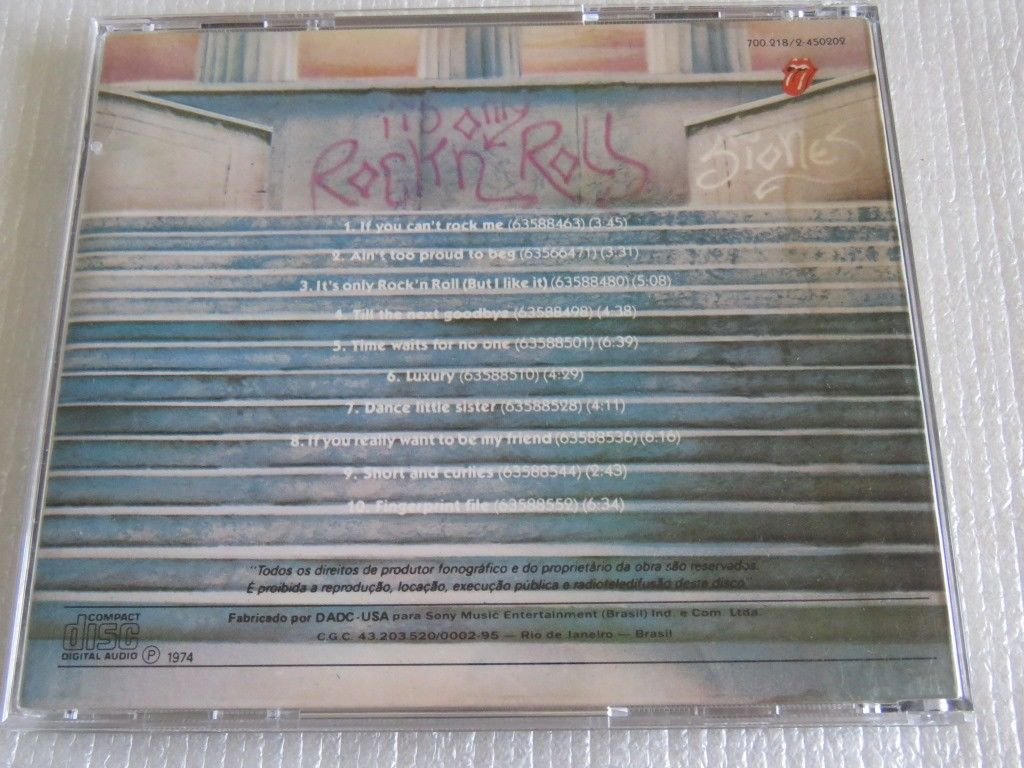 700.218/2-450202
it's only
Rock'n Roll
Stones
1. If you can't rock me (63588463) (3:45)
2. Ain't too proud to beg (63566471) (3:31)
3. It's only Rock'n Roll (But I like it) (63588480) (5:08)
4. Till the next goodbye (63588498) (4:38)
5. Time waits for no one (63588501) (6:39)
6. Luxury (63588510) (4:29)
7. Dance little sister (63588528) (4:11)
8. If you really want to be my friend (63588536) (6:16)
9. Short and curlies (63588544) (2:43)
10. Fingerprint file (63588552) (6:34)
"Todos os direitos de produtor fonográfico e do proprietário da obra são reservados.
É proibida a reprodução, locação, execução pública e radioteledifusão deste disco."
Fabricado por DADC-USA para Sony Music Entertainment (Brasil) Ind. e Com. Ltda.
C.G.C. 43.203.520/0002-95 — Rio de Janeiro — Brasil
COMPACT
disc
DIGITAL AUDIO Ⓟ 1974